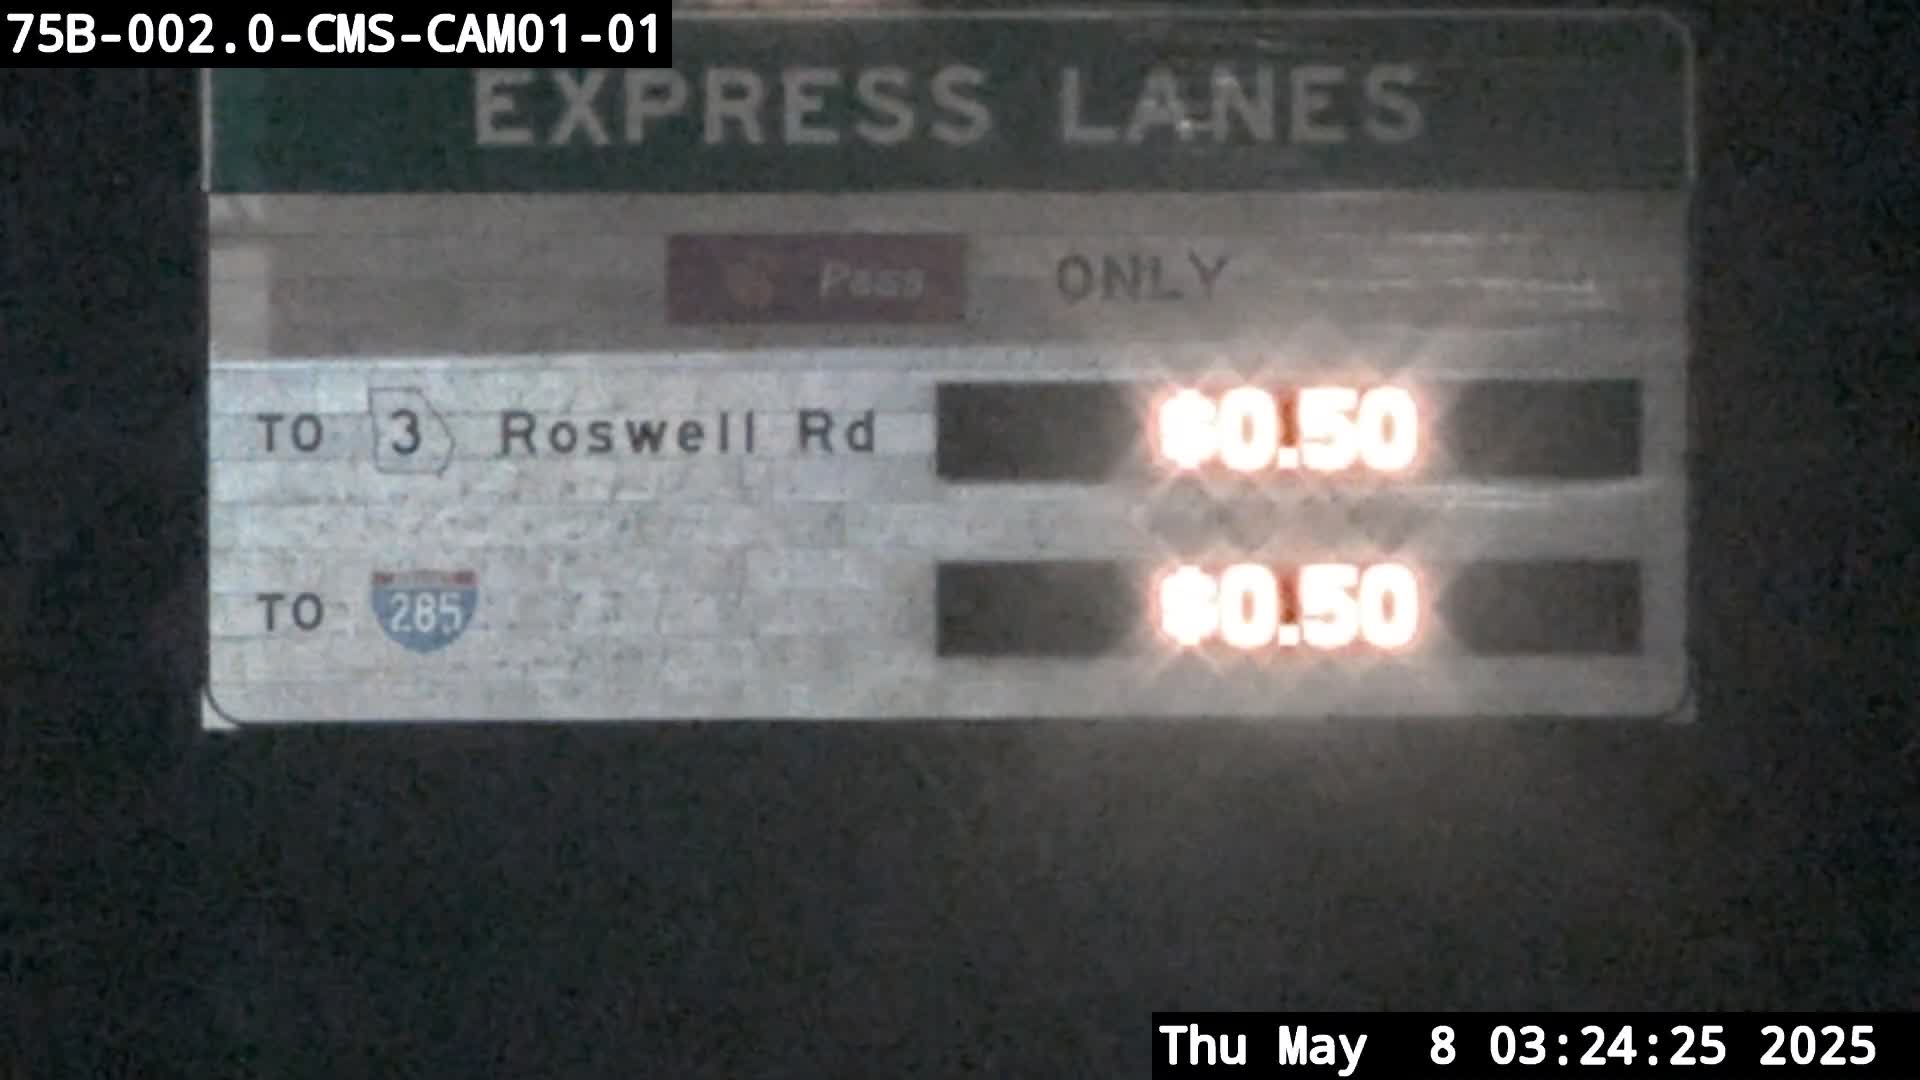 75B-002.0-CMS-CAM01-01
EXPRESS LANES
Pass ONLY
TO 3 Roswell Rd $0.50
TO 285 $0.50
Thu May 8 03:24:25 2025